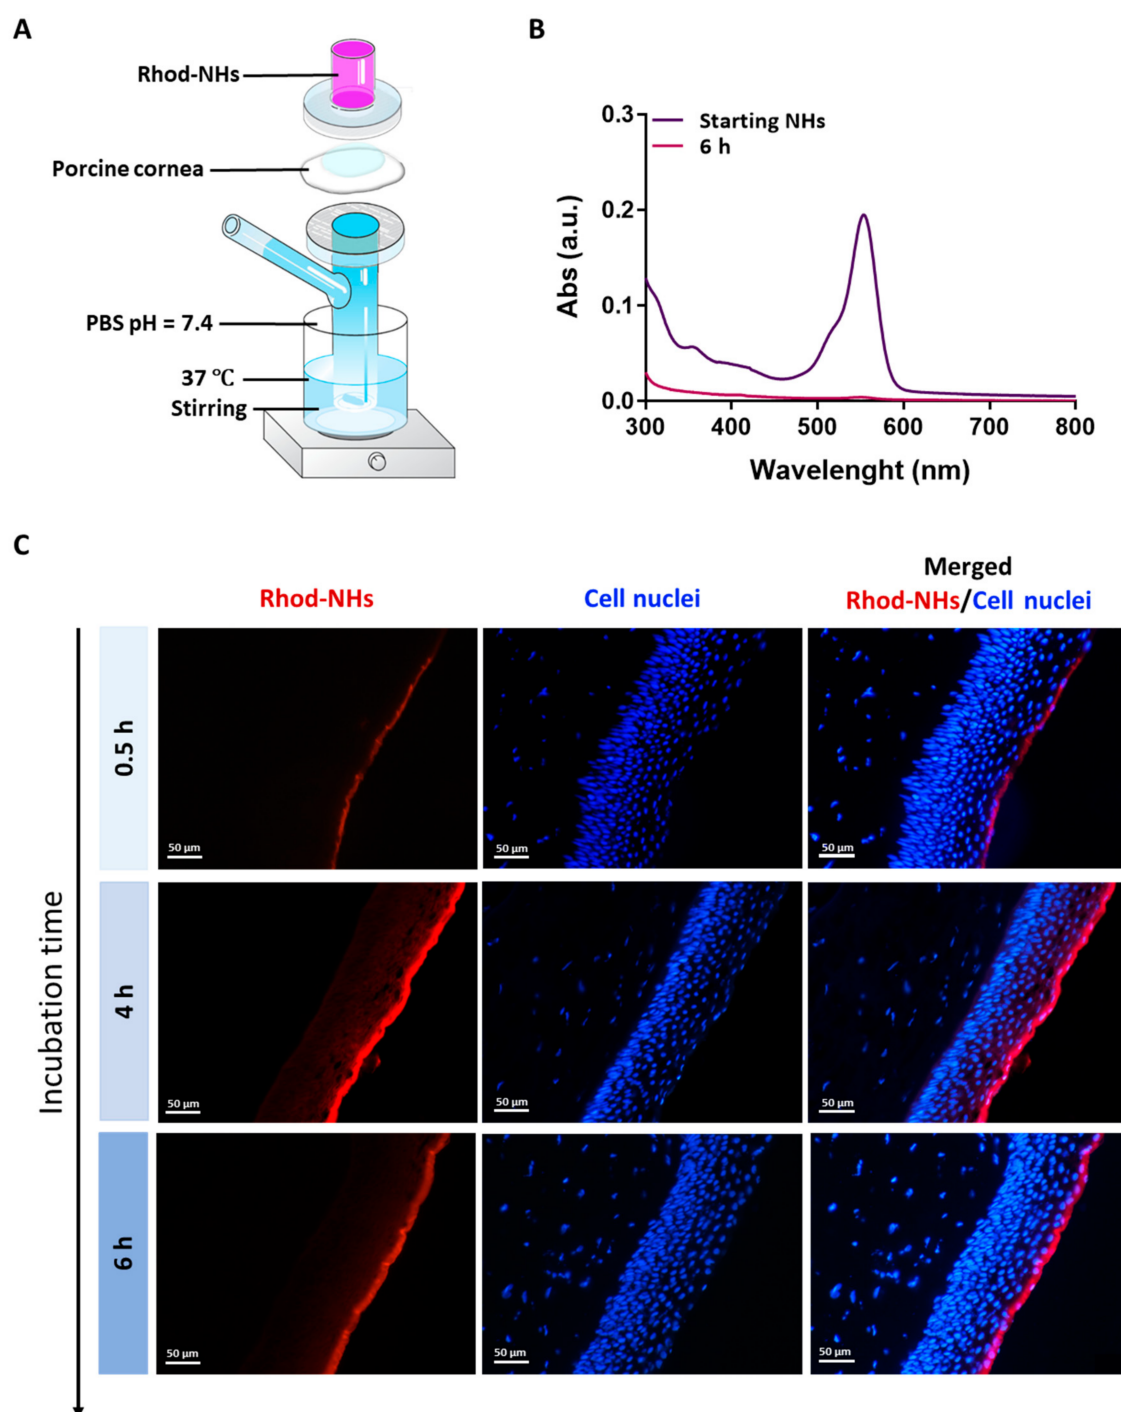 A
Rhod-NHs
Porcine cornea
PBS pH = 7.4
37 °C
Stirring
B
0.3
0.2
0.1
0.0
Abs (a.u.)
Starting NHs
6 h
300
400
500
600
700
800
Wavelenght (nm)
C
Rhod-NHs
Cell nuclei
Merged
Rhod-NHs/Cell nuclei
Incubation time
0.5 h
50 µm
50 µm
50 µm
4 h
50 µm
50 µm
50 µm
6 h
50 µm
50 µm
50 µm